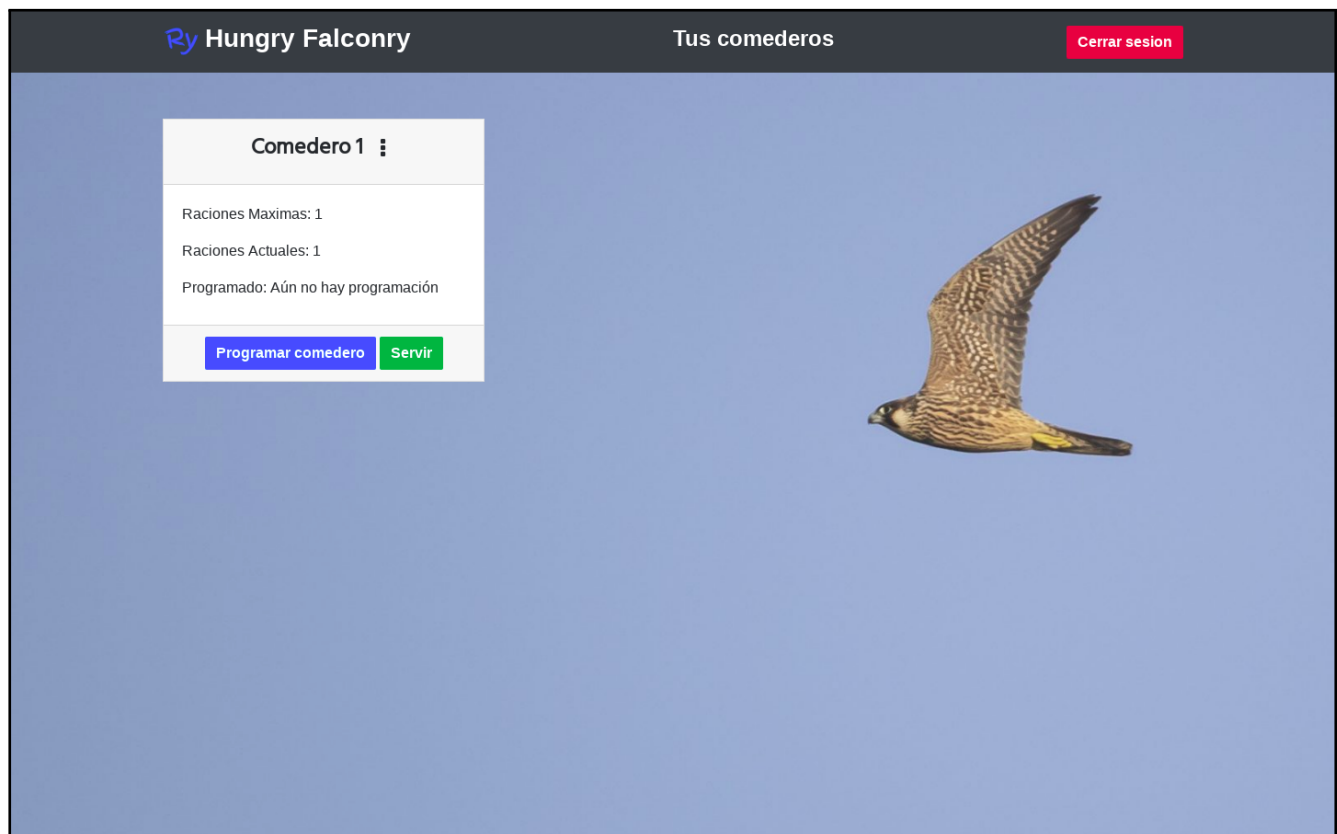 Ry Hungry Falconry
Tus comederos
Cerrar sesion
Comedero 1
Raciones Maximas: 1
Raciones Actuales: 1
Programado: Aún no hay programación
Programar comedero
Servir